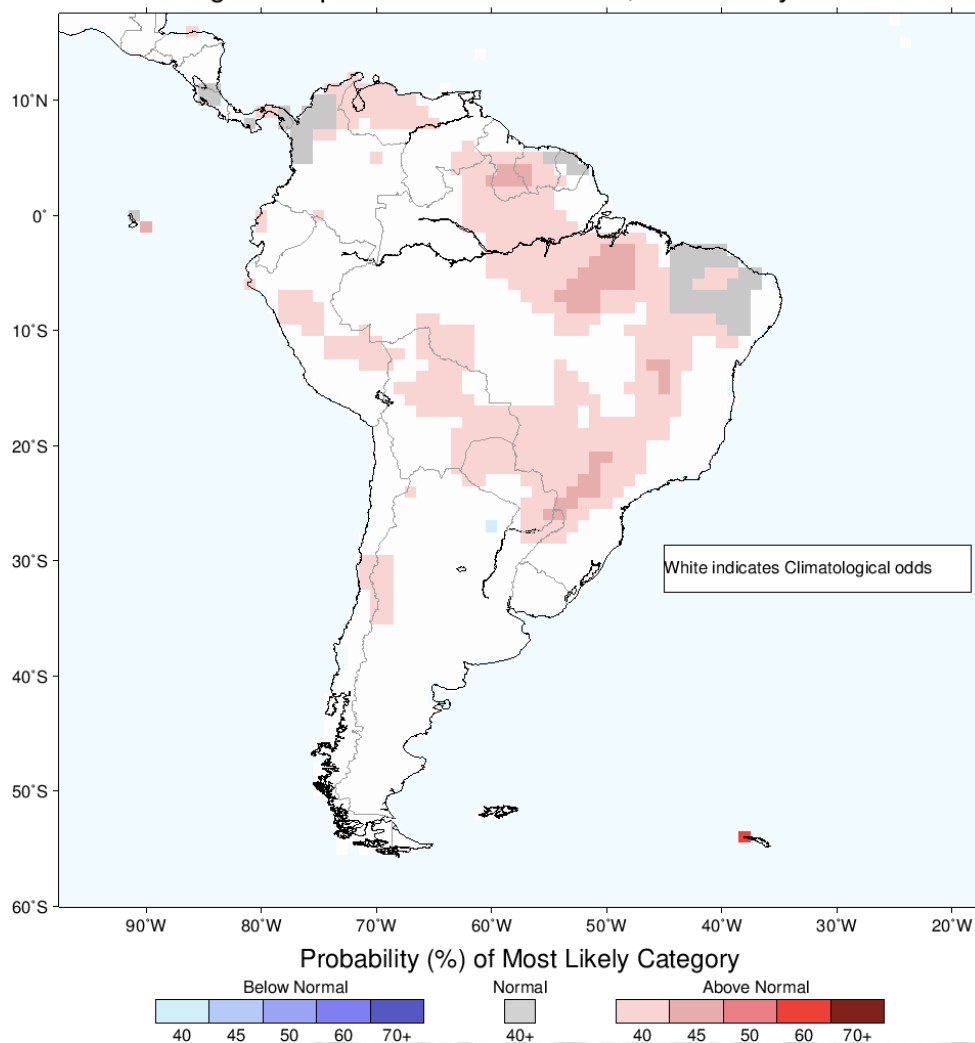 10˚N
0˚
10˚S
20˚S
30˚S
White indicates Climatological odds
40˚S
50˚S
60˚S
90˚W 80˚W 70˚W 60˚W 50˚W 40˚W 30˚W 20˚W
Probability (%) of Most Likely Category
Below Normal Normal Above Normal
40 45 50 60 70+ 40+ 40 45 50 60 70+